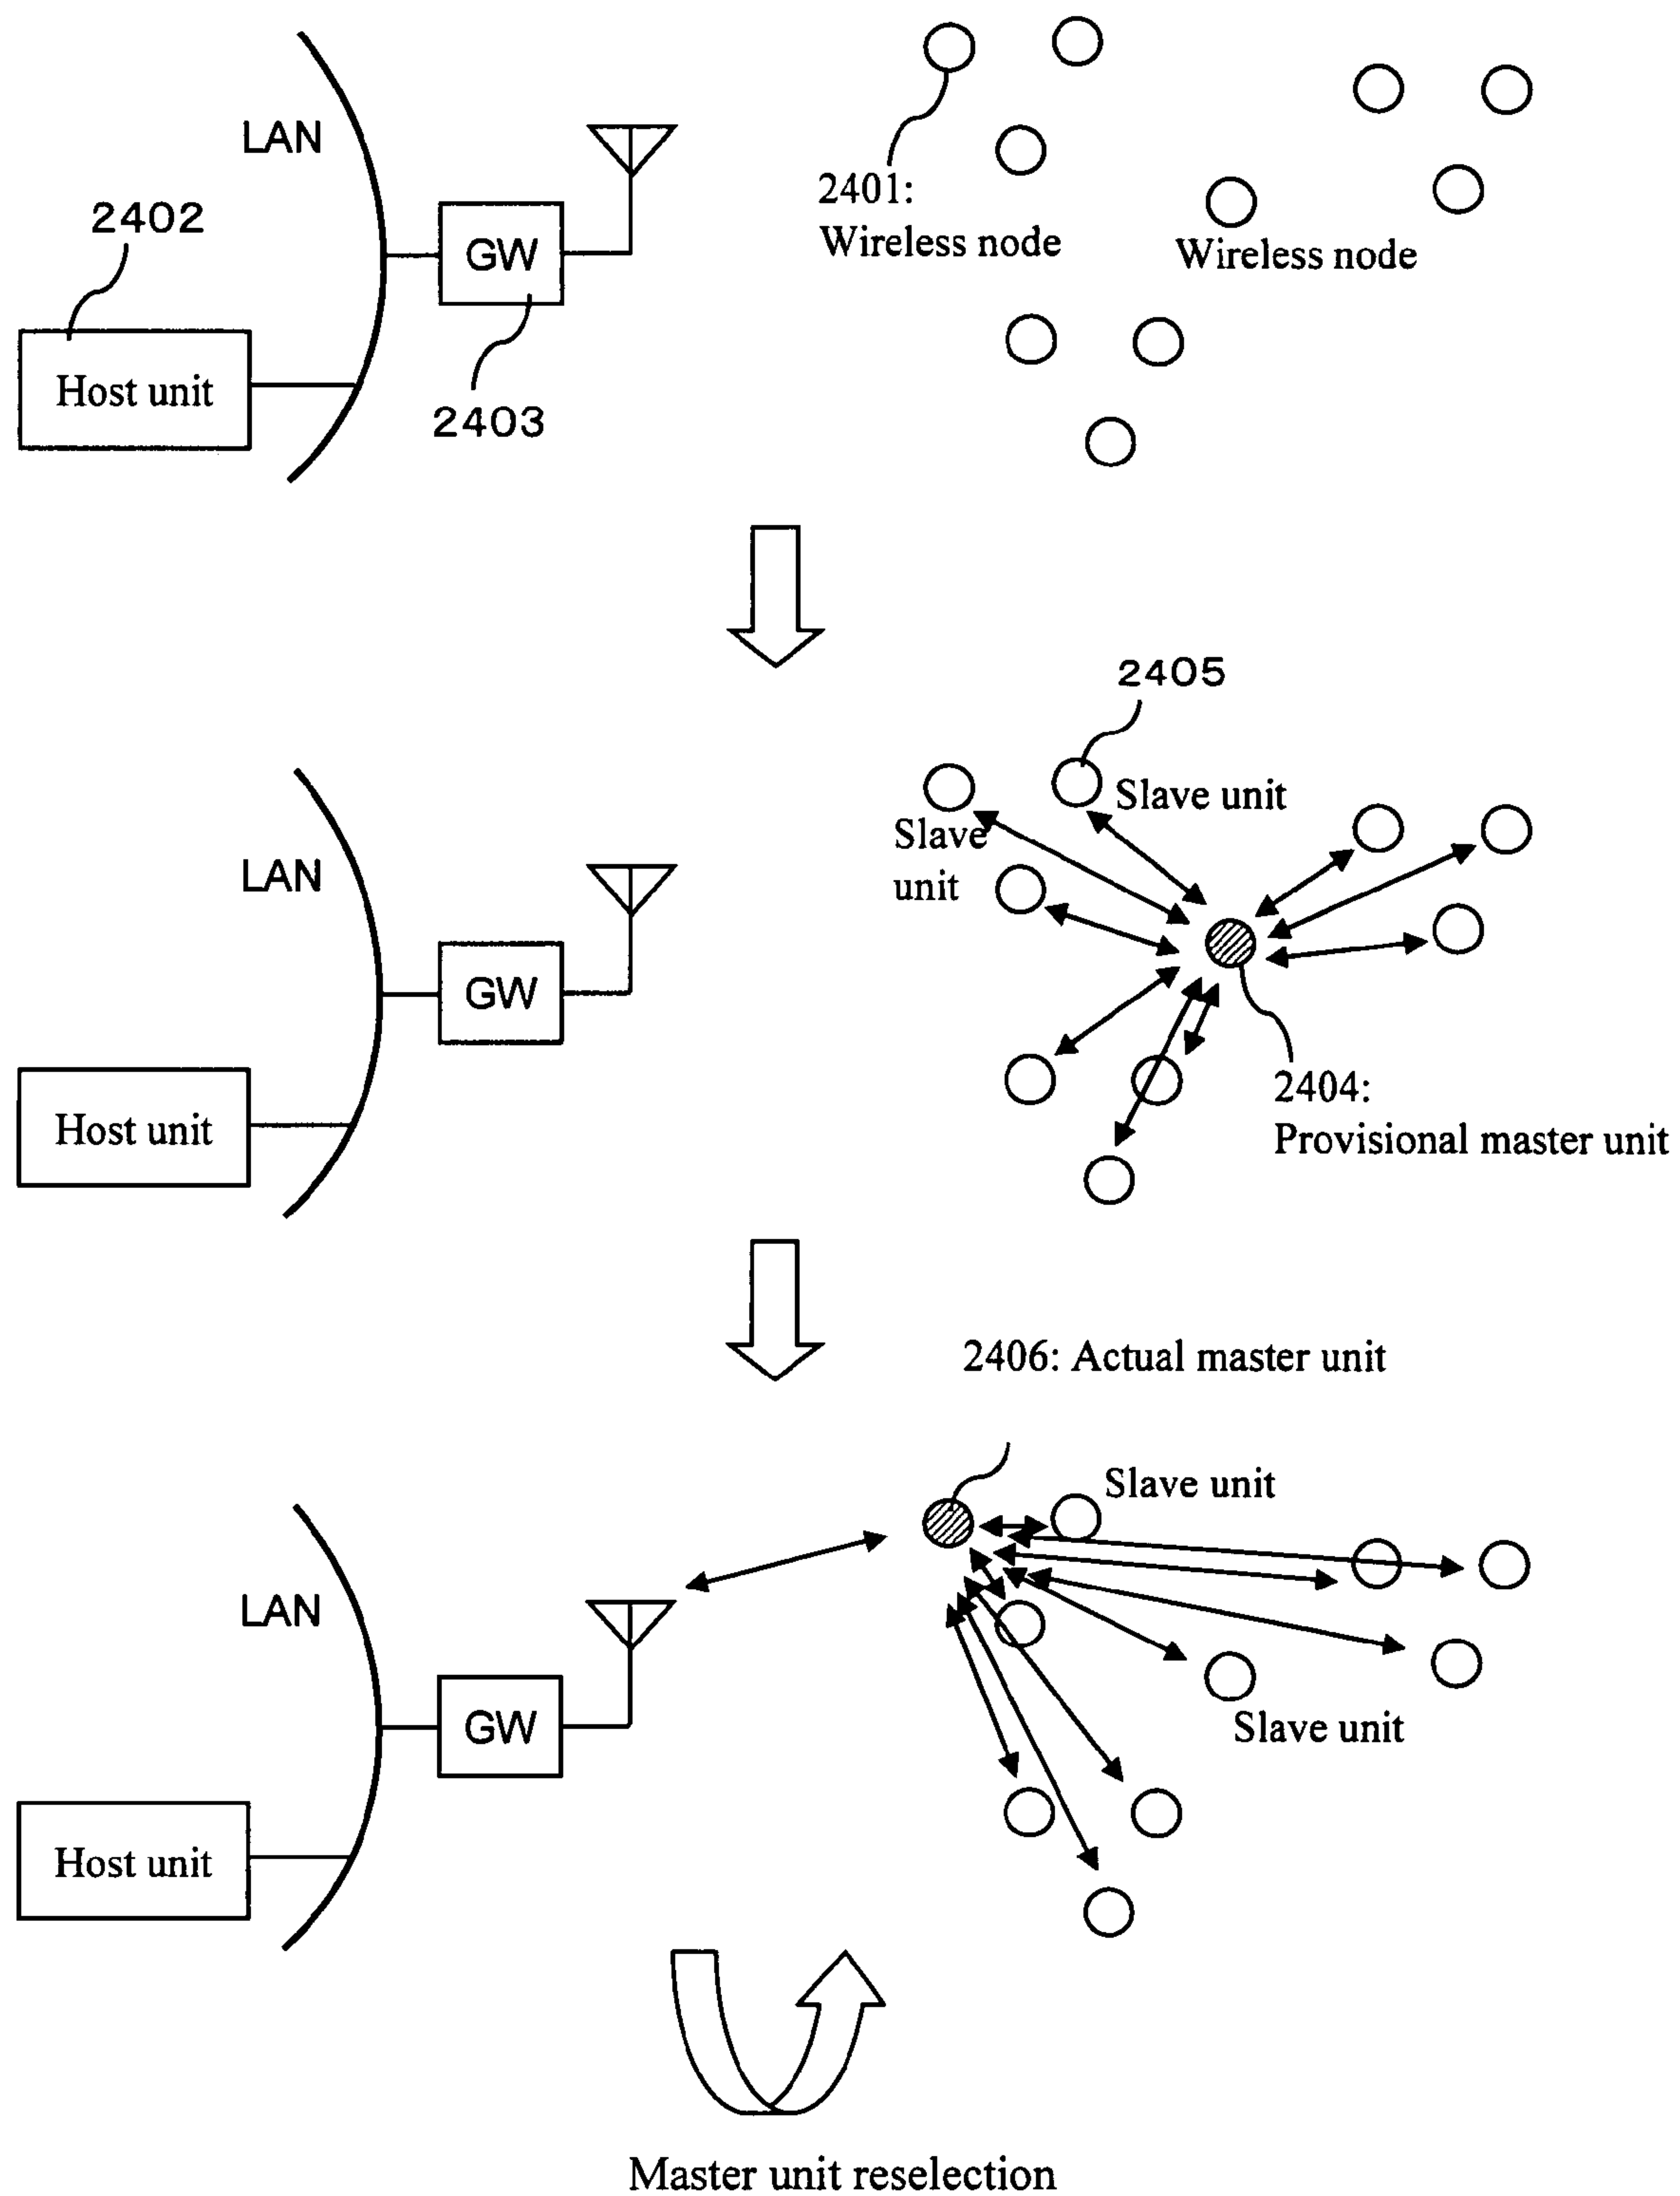 LAN
2402
GW
Host unit
2403
2401:
Wireless node
Wireless node
2405
LAN
Slave unit
Slave
unit
GW
Host unit
2404:
Provisional master unit
2406: Actual master unit
LAN
Slave unit
GW
Slave unit
Host unit
Master unit reselection